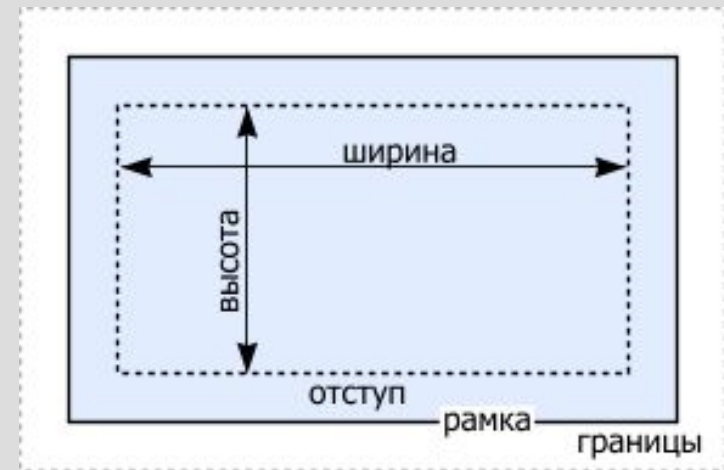 ширина
высота
отступ
рамка
границы